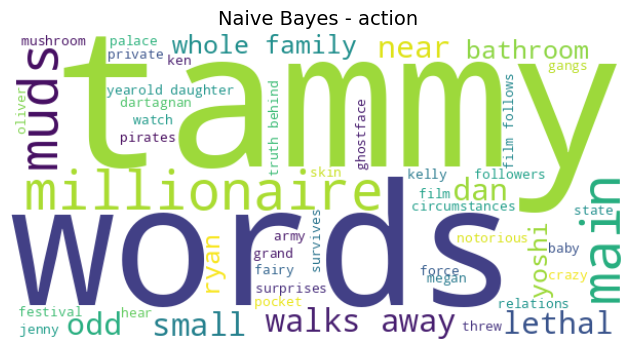 Naive Bayes - action
mushroom palace whole family near bathroom
private ken gangs
muds tammy
oliver yearold daughter
dartagnan
watch
pirates
truth behind ghostface film follows
skin kelly followers
millionaire film dan
circumstances state main
words
ryan army survives notorious yoshi baby
grand
fairy force crazy
surprises megan
pocket relations
festival hear
jenny odd small walks away threw lethal